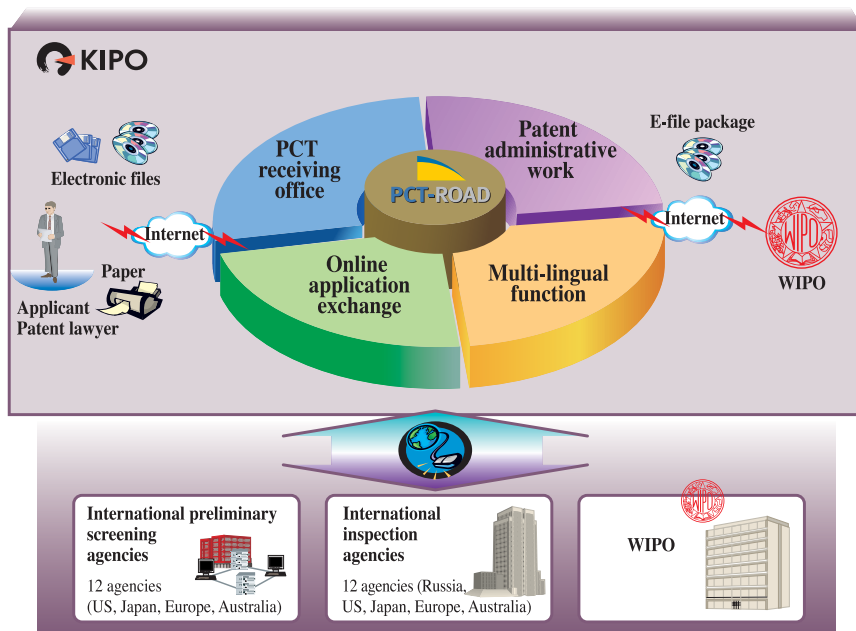 KIPO
Electronic files
Internet
Paper
Applicant
Patent lawyer
PCT
receiving
office
Patent
administrative
work
PCT-ROAD
Online
application
exchange
Multi-lingual
function
E-file package
Internet
WIPO
WIPO
International preliminary
screening
agencies
12 agencies
(US, Japan, Europe, Australia)
International
inspection
agencies
12 agencies (Russia,
US, Japan, Europe, Australia)
WIPO
WIPO